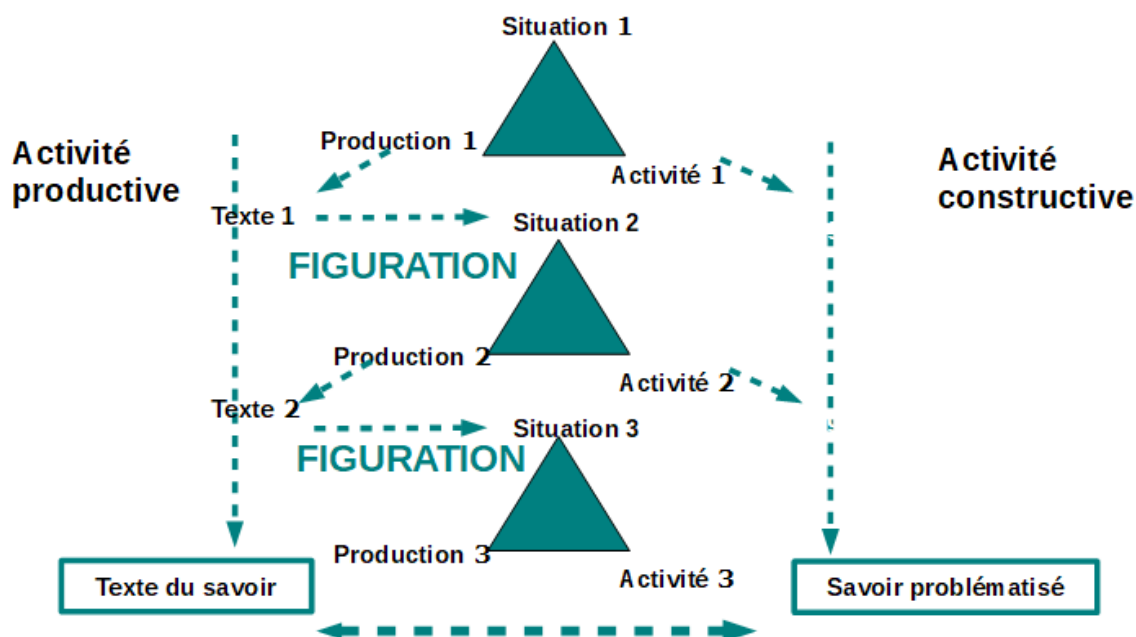 Situation 1
Activité
productive
Production 1
Activité
constructive
Activité 1
Texte 1
Situation 2
FIGURATION
Production 2
Activité 2
Texte 2
Situation 3
FIGURATION
Production 3
Activité 3
Texte du savoir
Savoir problématisé